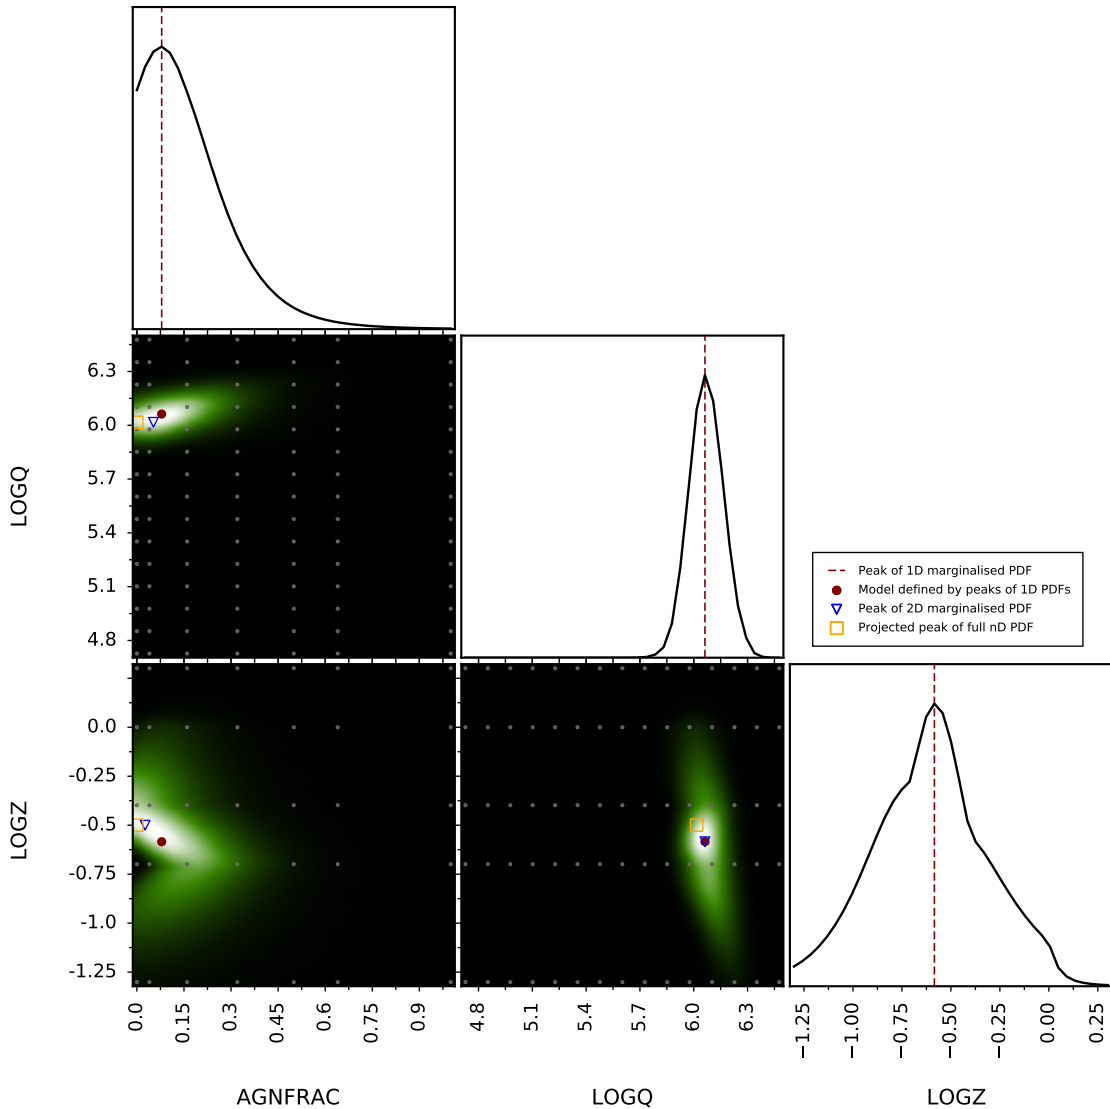 LOGQ
6.3
6.0
5.7
5.4
5.1
4.8
Peak of 1D marginalised PDF
Model defined by peaks of 1D PDFs
Peak of 2D marginalised PDF
Projected peak of full nD PDF
LOGZ
0.0
-0.25
-0.5
-0.75
-1.0
-1.25
0.0 0.15 0.3 0.45 0.6 0.75 0.9
4.8 5.1 5.4 5.7 6.0 6.3
−1.25 −1.00 −0.75 −0.50 −0.25 0.00 0.25
AGNFRAC LOGQ LOGZ